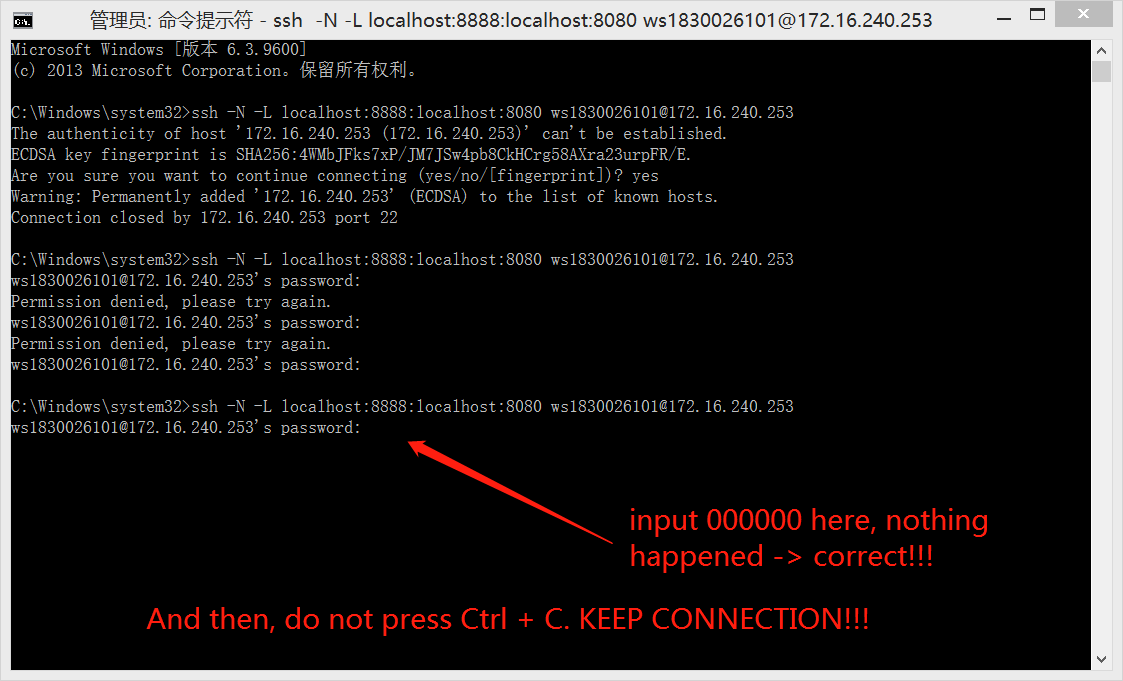 管理员: 命令提示符 - ssh  -N -L localhost:8888:localhost:8080 ws1830026101@172.16.240.253
Microsoft Windows [版本 6.3.9600]
(c) 2013 Microsoft Corporation。保留所有权利。
C:\Windows\system32>ssh -N -L localhost:8888:localhost:8080 ws1830026101@172.16.240.253
The authenticity of host '172.16.240.253 (172.16.240.253)' can't be established.
ECDSA key fingerprint is SHA256:4WMbJFks7xP/JM7JSw4pb8CkHCrg58AXra23urpFR/E.
Are you sure you want to continue connecting (yes/no/[fingerprint])? yes
Warning: Permanently added '172.16.240.253' (ECDSA) to the list of known hosts.
Connection closed by 172.16.240.253 port 22
C:\Windows\system32>ssh -N -L localhost:8888:localhost:8080 ws1830026101@172.16.240.253
ws1830026101@172.16.240.253's password:
Permission denied, please try again.
ws1830026101@172.16.240.253's password:
Permission denied, please try again.
ws1830026101@172.16.240.253's password:
C:\Windows\system32>ssh -N -L localhost:8888:localhost:8080 ws1830026101@172.16.240.253
ws1830026101@172.16.240.253's password:
input 000000 here, nothing
happened -> correct!!!
And then, do not press Ctrl + C. KEEP CONNECTION!!!